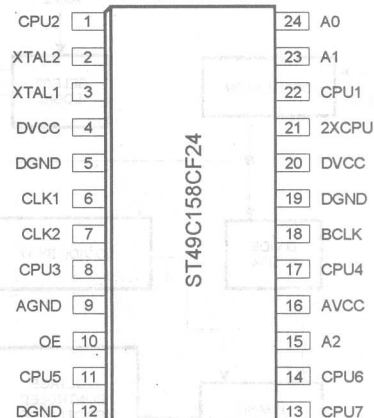 CPU2 1 24 A0
XTAL2 2 23 A1
XTAL1 3 22 CPU1
DVCC 4 21 2XCPU
DGND 5 20 DVCC
CLK1 6 19 DGND
CLK2 7 18 BCLK
CPU3 8 17 CPU4
AGND 9 16 AVCC
OE 10 15 A2
CPU5 11 14 CPU6
DGND 12 13 CPU7
ST49C158CF24